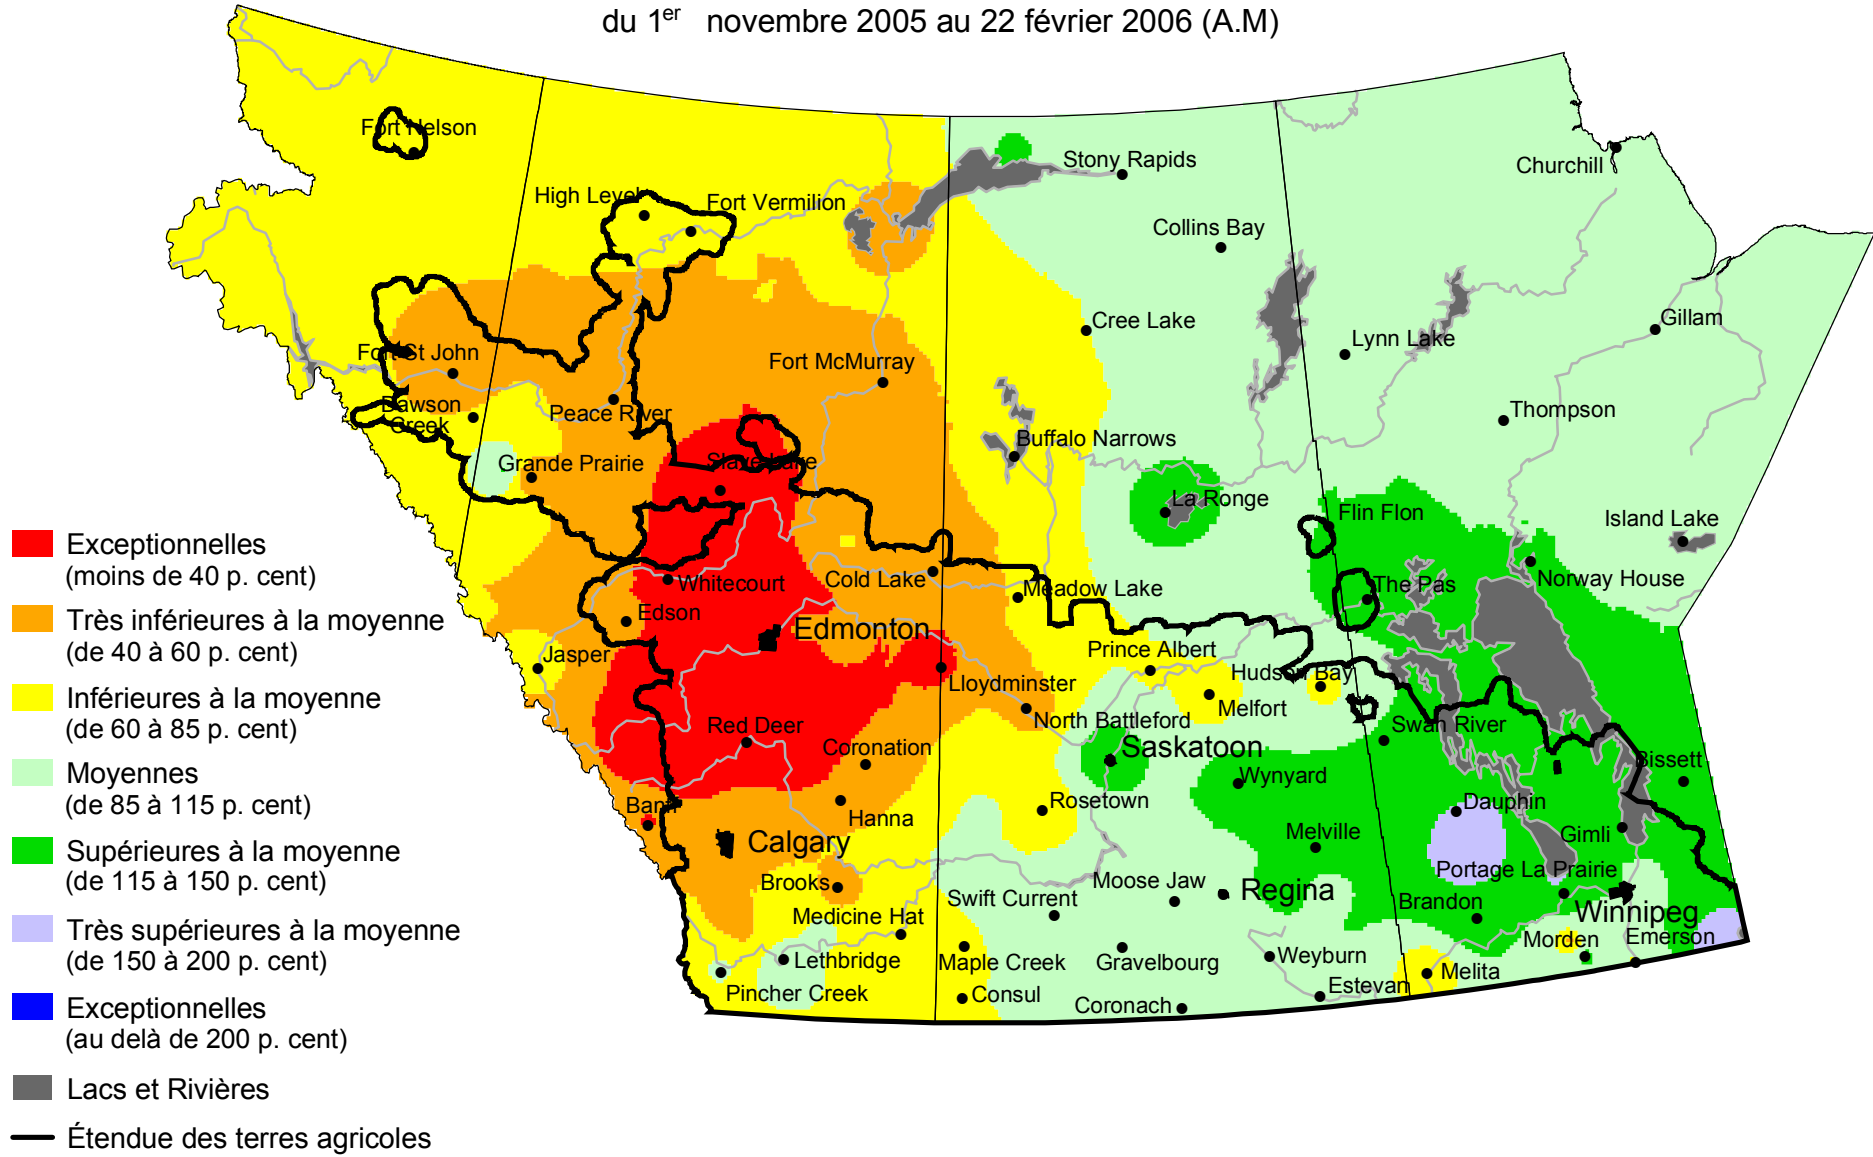 du 1er novembre 2005 au 22 février 2006 (A.M)
Fort Nelson
Stony Rapids
Churchill
High Level
Fort Vermilion
Collins Bay
Cree Lake
Gillam
Lynn Lake
Fort St John
Fort McMurray
Dawson
Creek
Peace River
Thompson
Buffalo Narrows
Grande Prairie
Slave Lake
La Ronge
Flin Flon
Island Lake
Whitecourt
Cold Lake
Meadow Lake
The Pas
Norway House
Edson
Edmonton
Jasper
Prince Albert
Hudson Bay
Lloydminster
Melfort
North Battleford
Swan River
Red Deer
Coronation
Saskatoon
Wynyard
Bissett
Banff
Hanna
Rosetown
Dauphin
Calgary
Melville
Gimli
Brooks
Moose Jaw
Regina
Portage La Prairie
Swift Current
Brandon
Winnipeg
Medicine Hat
Morden
Emerson
Lethbridge
Maple Creek
Gravelbourg
Weyburn
Melita
Pincher Creek
Consul
Coronach
Estevan
Exceptionnelles
(moins de 40 p. cent)
Très inférieures à la moyenne
(de 40 à 60 p. cent)
Inférieures à la moyenne
(de 60 à 85 p. cent)
Moyennes
(de 85 à 115 p. cent)
Supérieures à la moyenne
(de 115 à 150 p. cent)
Très supérieures à la moyenne
(de 150 à 200 p. cent)
Exceptionnelles
(au delà de 200 p. cent)
Lacs et Rivières
Étendue des terres agricoles